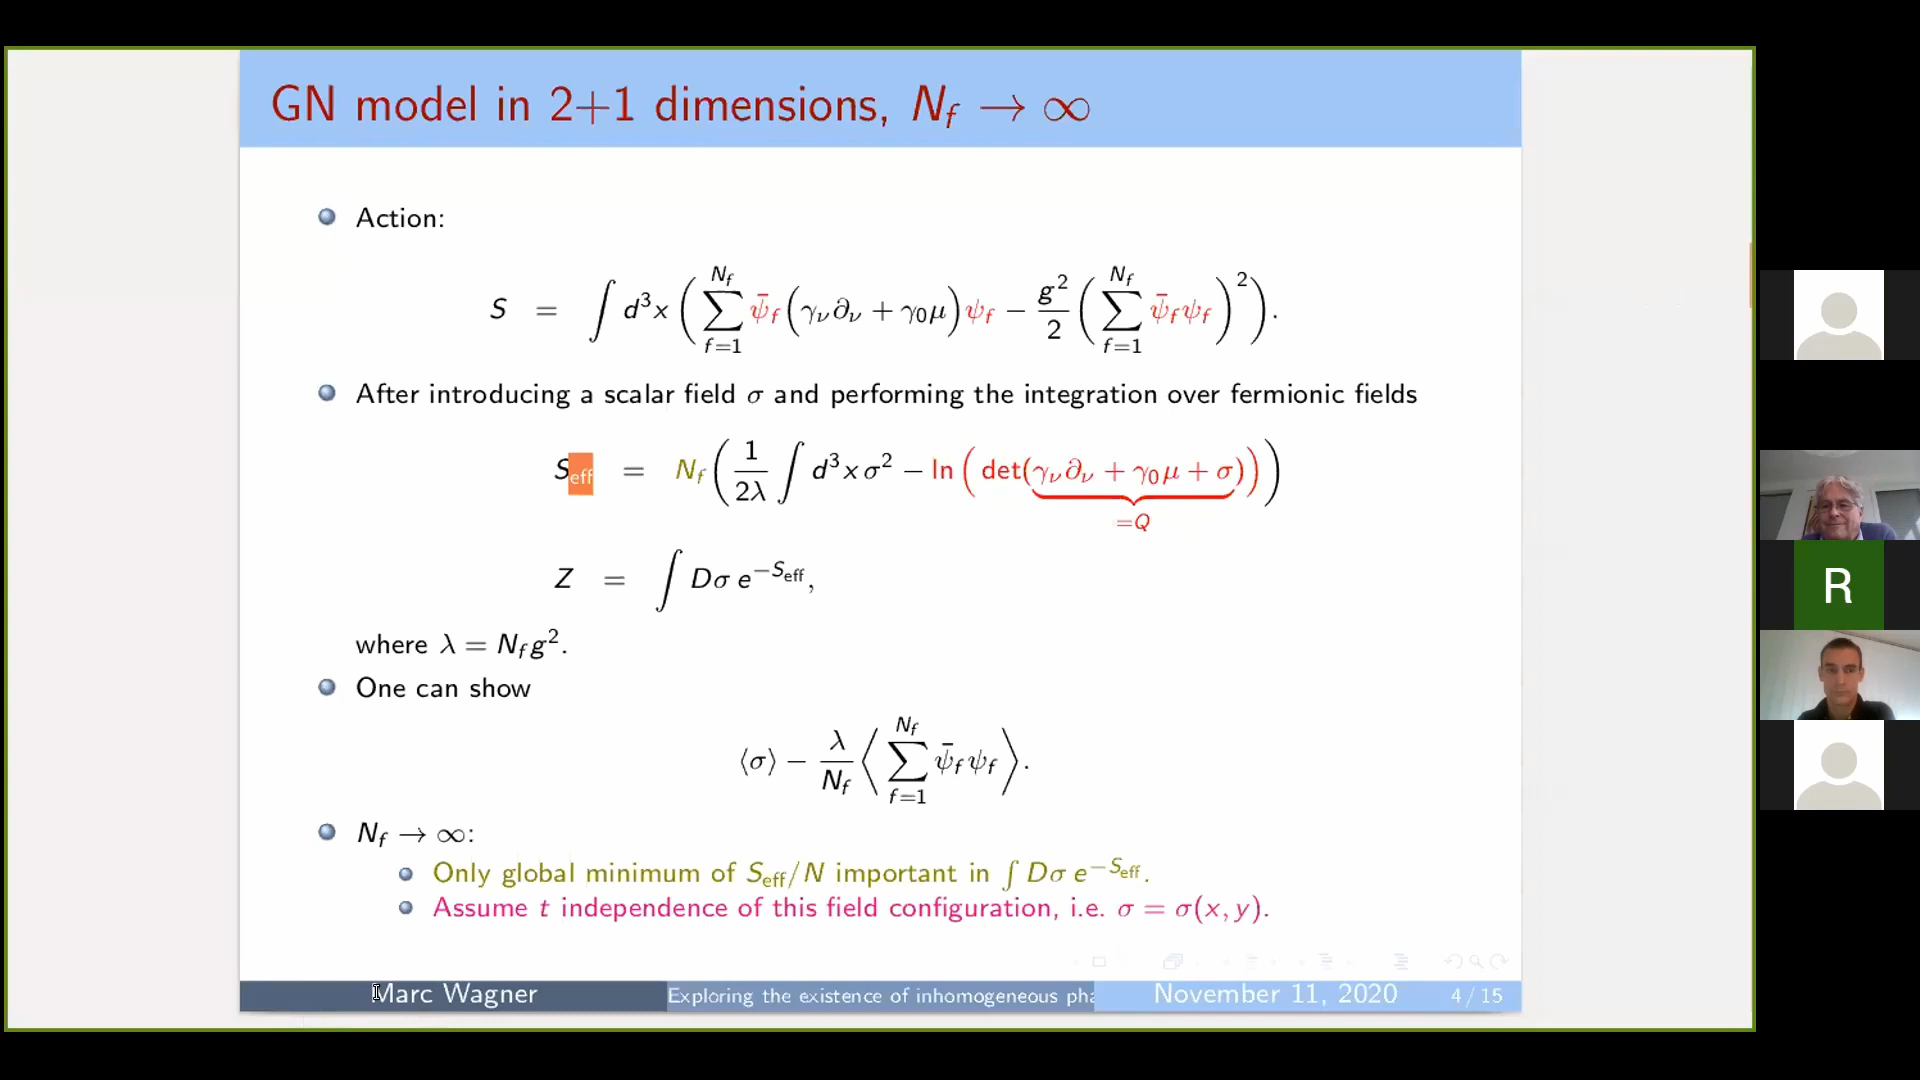 GN model in 2+1 dimensions, N_f → ∞
Action:
S = ∫ d³x ( ∑_{f=1}^{N_f} ψ̄_f ( γ_ν ∂_ν + γ_0 μ ) ψ_f − g²/2 ( ∑_{f=1}^{N_f} ψ̄_f ψ_f )² ).
After introducing a scalar field σ and performing the integration over fermionic fields
S_eff = N_f ( 1/2λ ∫ d³x σ² − ln ( det( γ_ν ∂_ν + γ_0 μ + σ ) ) )
=Q
Z = ∫ Dσ e^{−S_eff},
where λ = N_f g².
One can show
⟨σ⟩ − λ/N_f ⟨ ∑_{f=1}^{N_f} ψ̄_f ψ_f ⟩.
N_f → ∞:
Only global minimum of S_eff/N important in ∫ Dσ e^{−S_eff}.
Assume t independence of this field configuration, i.e. σ = σ(x, y).
Marc Wagner Exploring the existence of inhomogeneous pha November 11, 2020 4 / 15
R